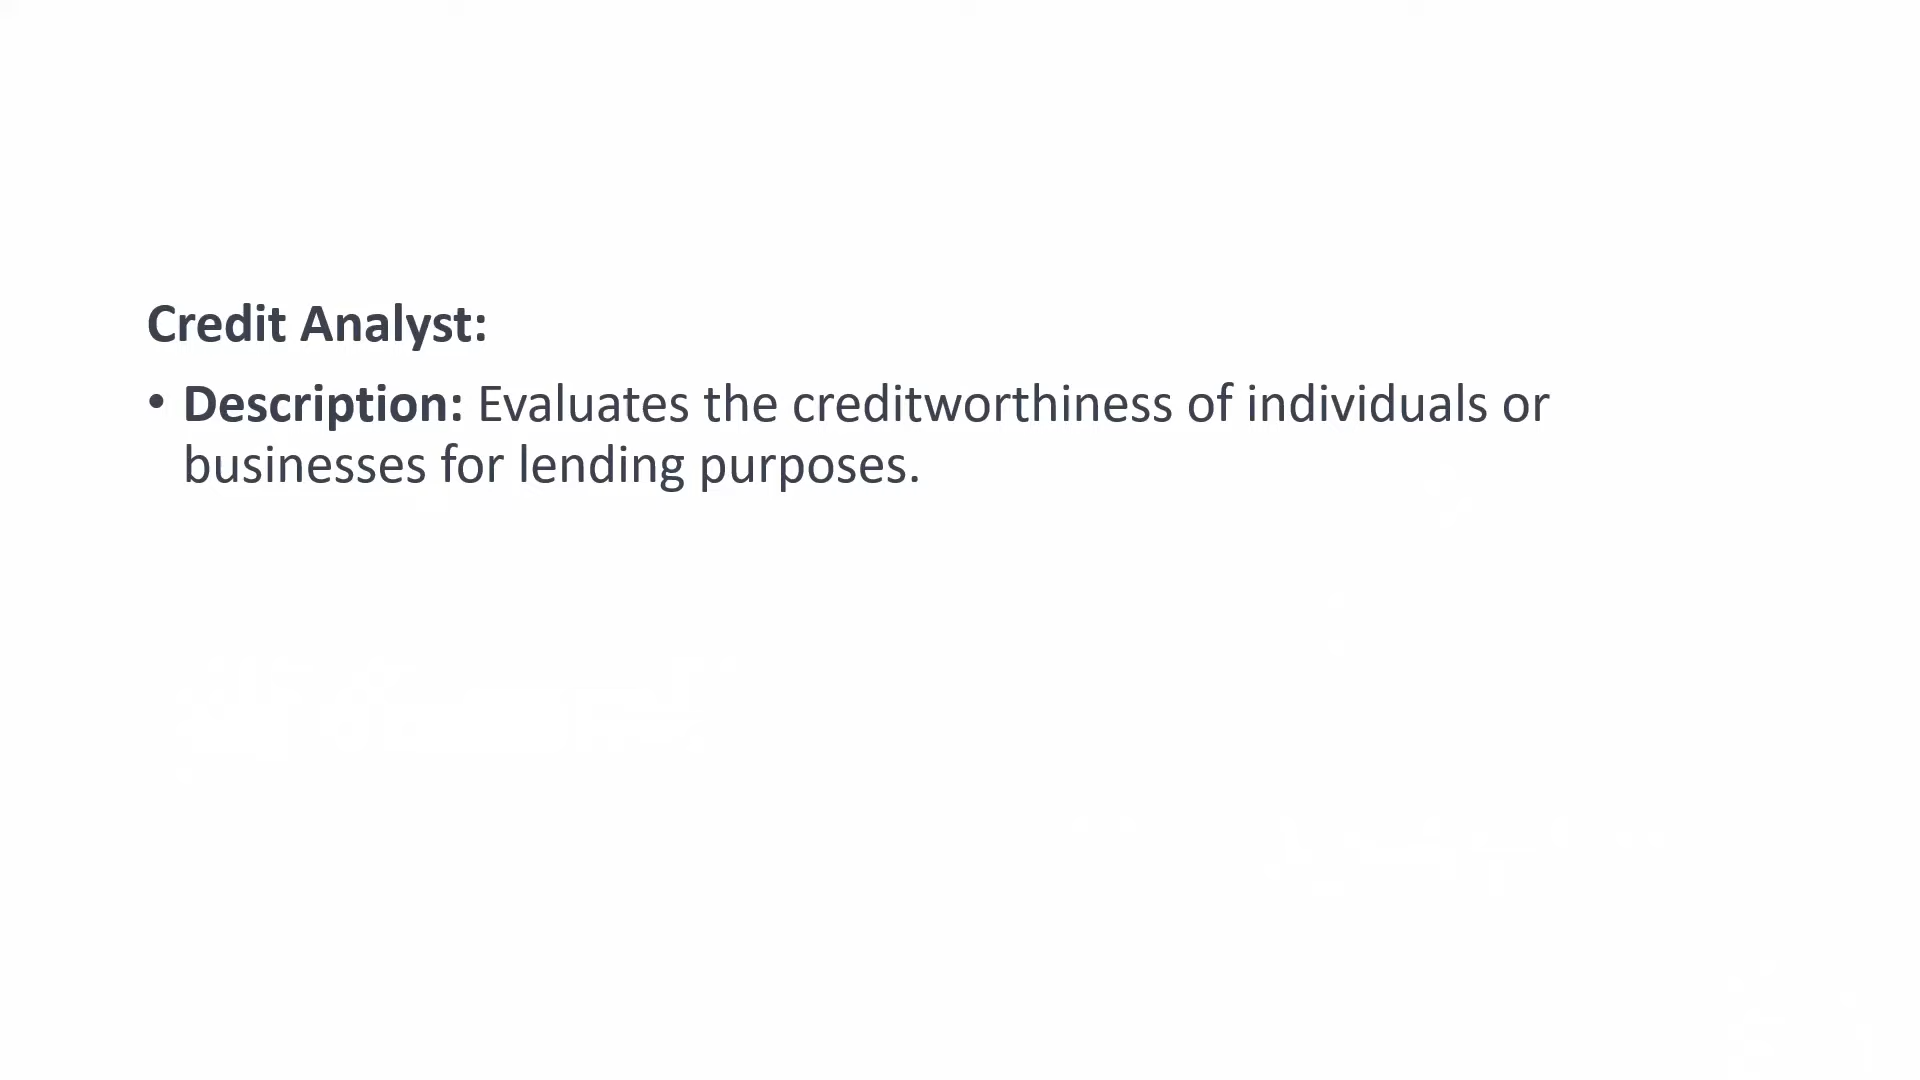 Credit Analyst:
• Description: Evaluates the creditworthiness of individuals or
businesses for lending purposes.